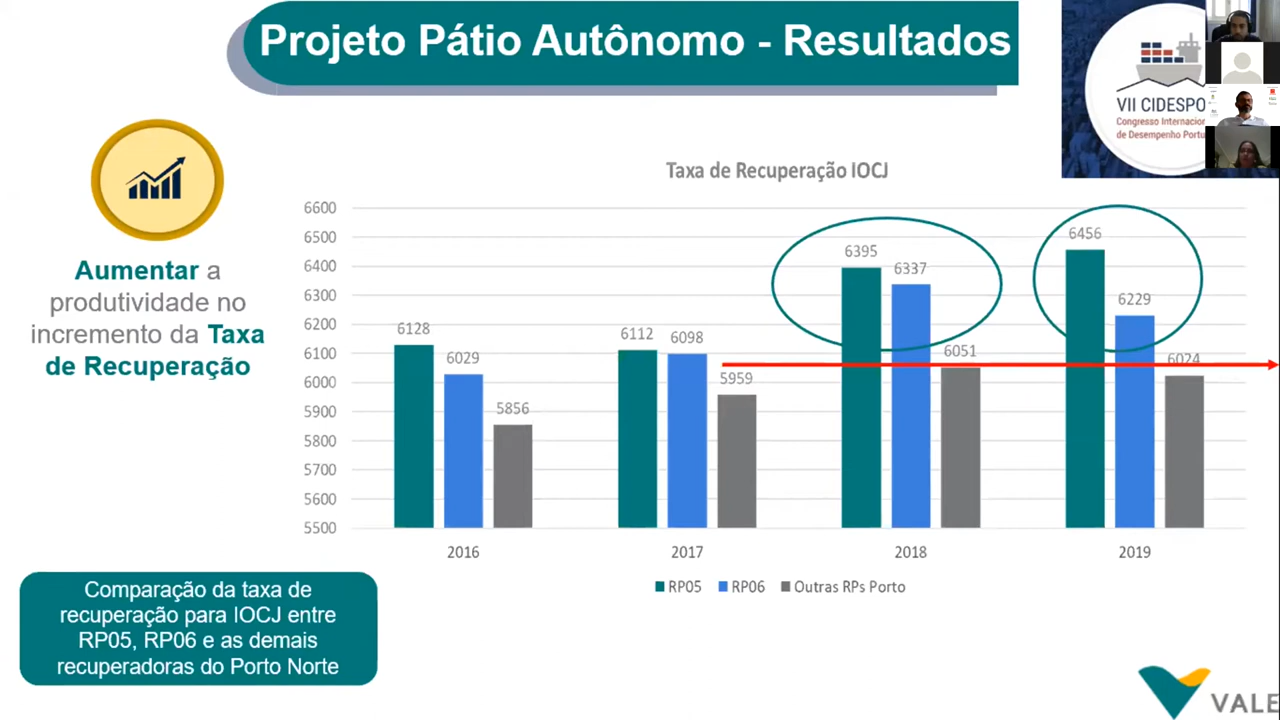 Projeto Pátio Autônomo - Resultados
VII CIDESPO
Congresso Internacion
de Desempenho Portu
Aumentar a
produtividade no
incremento da Taxa
de Recuperação
Taxa de Recuperação IOCJ
6600
6500
6400
6300
6200
6100
6000
5900
5800
5700
5600
5500
6128
6029
5856
6112
6098
5959
6395
6337
6051
6456
6229
6024
2016
2017
2018
2019
RP05 RP06 Outras RPs Porto
Comparação da taxa de
recuperação para IOCJ entre
RP05, RP06 e as demais
recuperadoras do Porto Norte
VALE